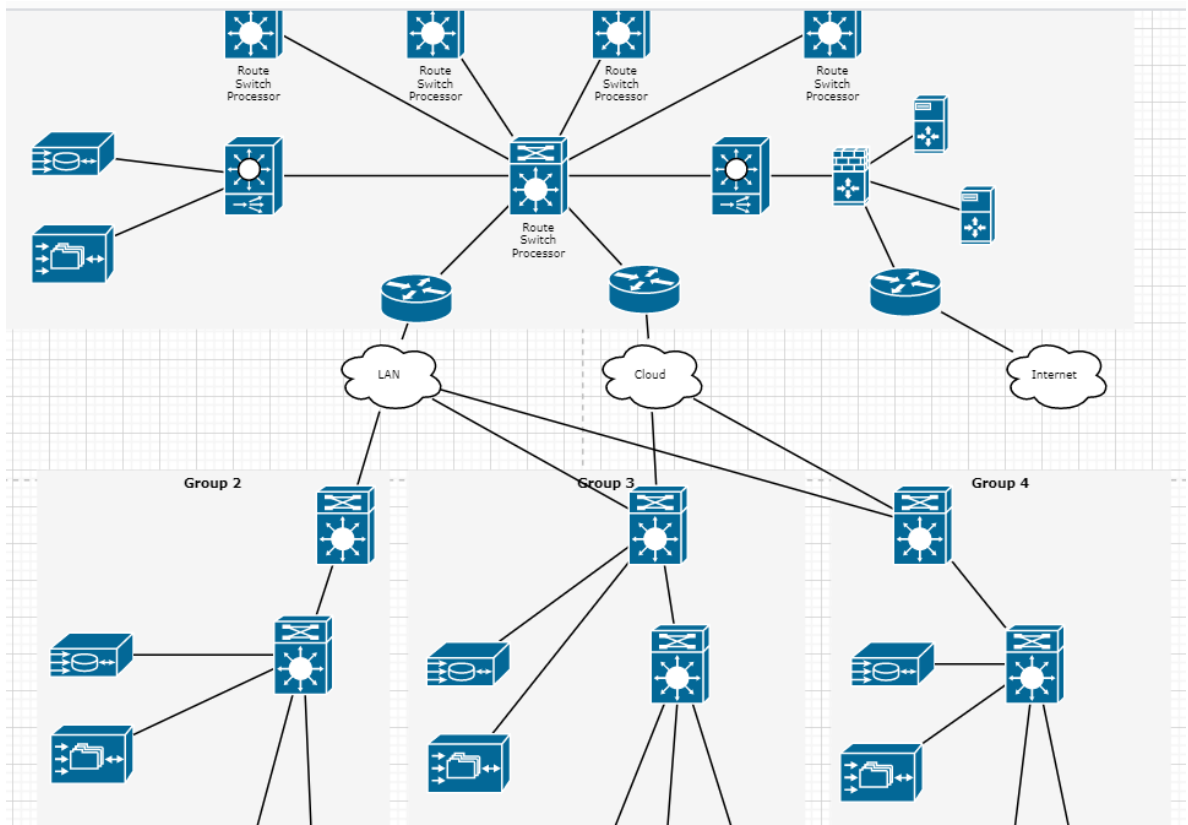 Route
Switch
Processor
Route
Switch
Processor
Route
Switch
Processor
Route
Switch
Processor
Route
Switch
Processor
LAN
Cloud
Internet
Group 2
Group 3
Group 4